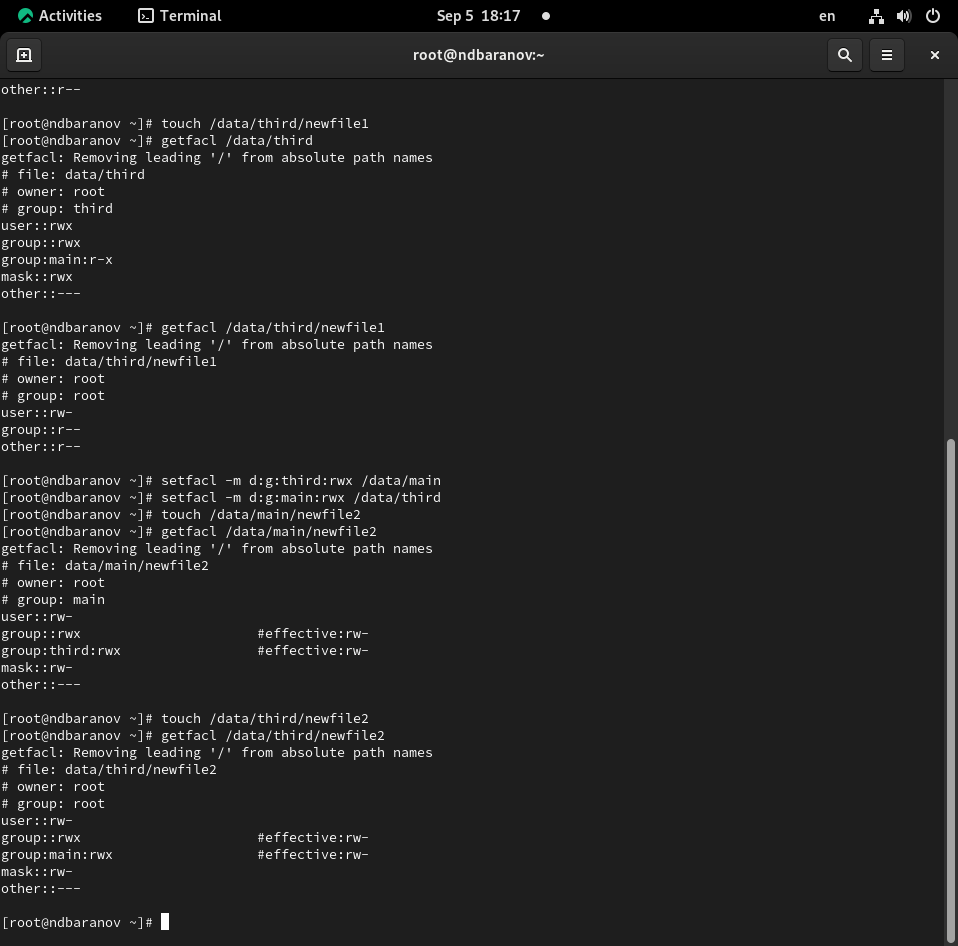 Activities Terminal Sep 5 18:17 en
root@ndbaranov:~
other::r--
[root@ndbaranov ~]# touch /data/third/newfile1
[root@ndbaranov ~]# getfacl /data/third
getfacl: Removing leading '/' from absolute path names
# file: data/third
# owner: root
# group: third
user::rwx
group::rwx
group:main:r-x
mask::rwx
other::---
[root@ndbaranov ~]# getfacl /data/third/newfile1
getfacl: Removing leading '/' from absolute path names
# file: data/third/newfile1
# owner: root
# group: root
user::rw-
group::r--
other::r--
[root@ndbaranov ~]# setfacl -m d:g:third:rwx /data/main
[root@ndbaranov ~]# setfacl -m d:g:main:rwx /data/third
[root@ndbaranov ~]# touch /data/main/newfile2
[root@ndbaranov ~]# getfacl /data/main/newfile2
getfacl: Removing leading '/' from absolute path names
# file: data/main/newfile2
# owner: root
# group: main
user::rw-
group::rwx #effective:rw-
group:third:rwx #effective:rw-
mask::rw-
other::---
[root@ndbaranov ~]# touch /data/third/newfile2
[root@ndbaranov ~]# getfacl /data/third/newfile2
getfacl: Removing leading '/' from absolute path names
# file: data/third/newfile2
# owner: root
# group: root
user::rw-
group::rwx #effective:rw-
group:main:rwx #effective:rw-
mask::rw-
other::---
[root@ndbaranov ~]#